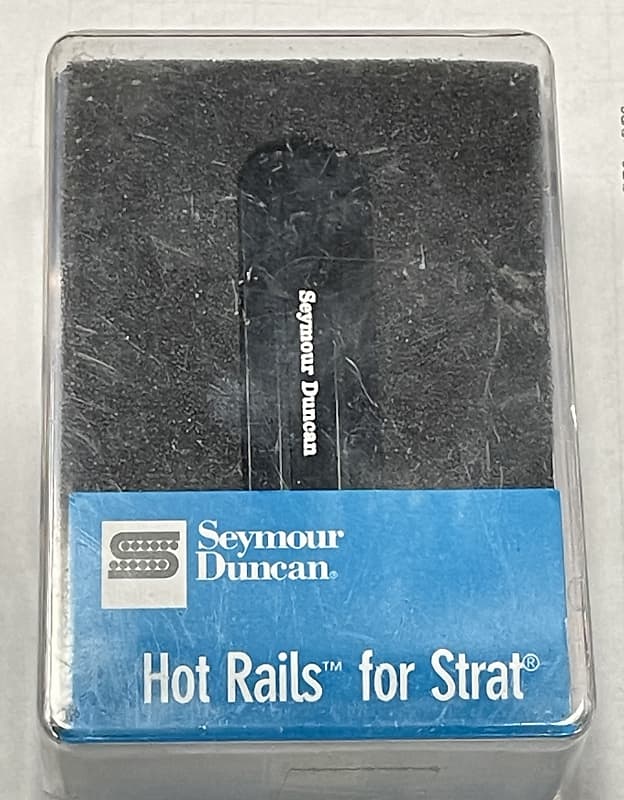 Seymour Duncan
Seymour
Duncan®
Hot Rails™ for Strat®